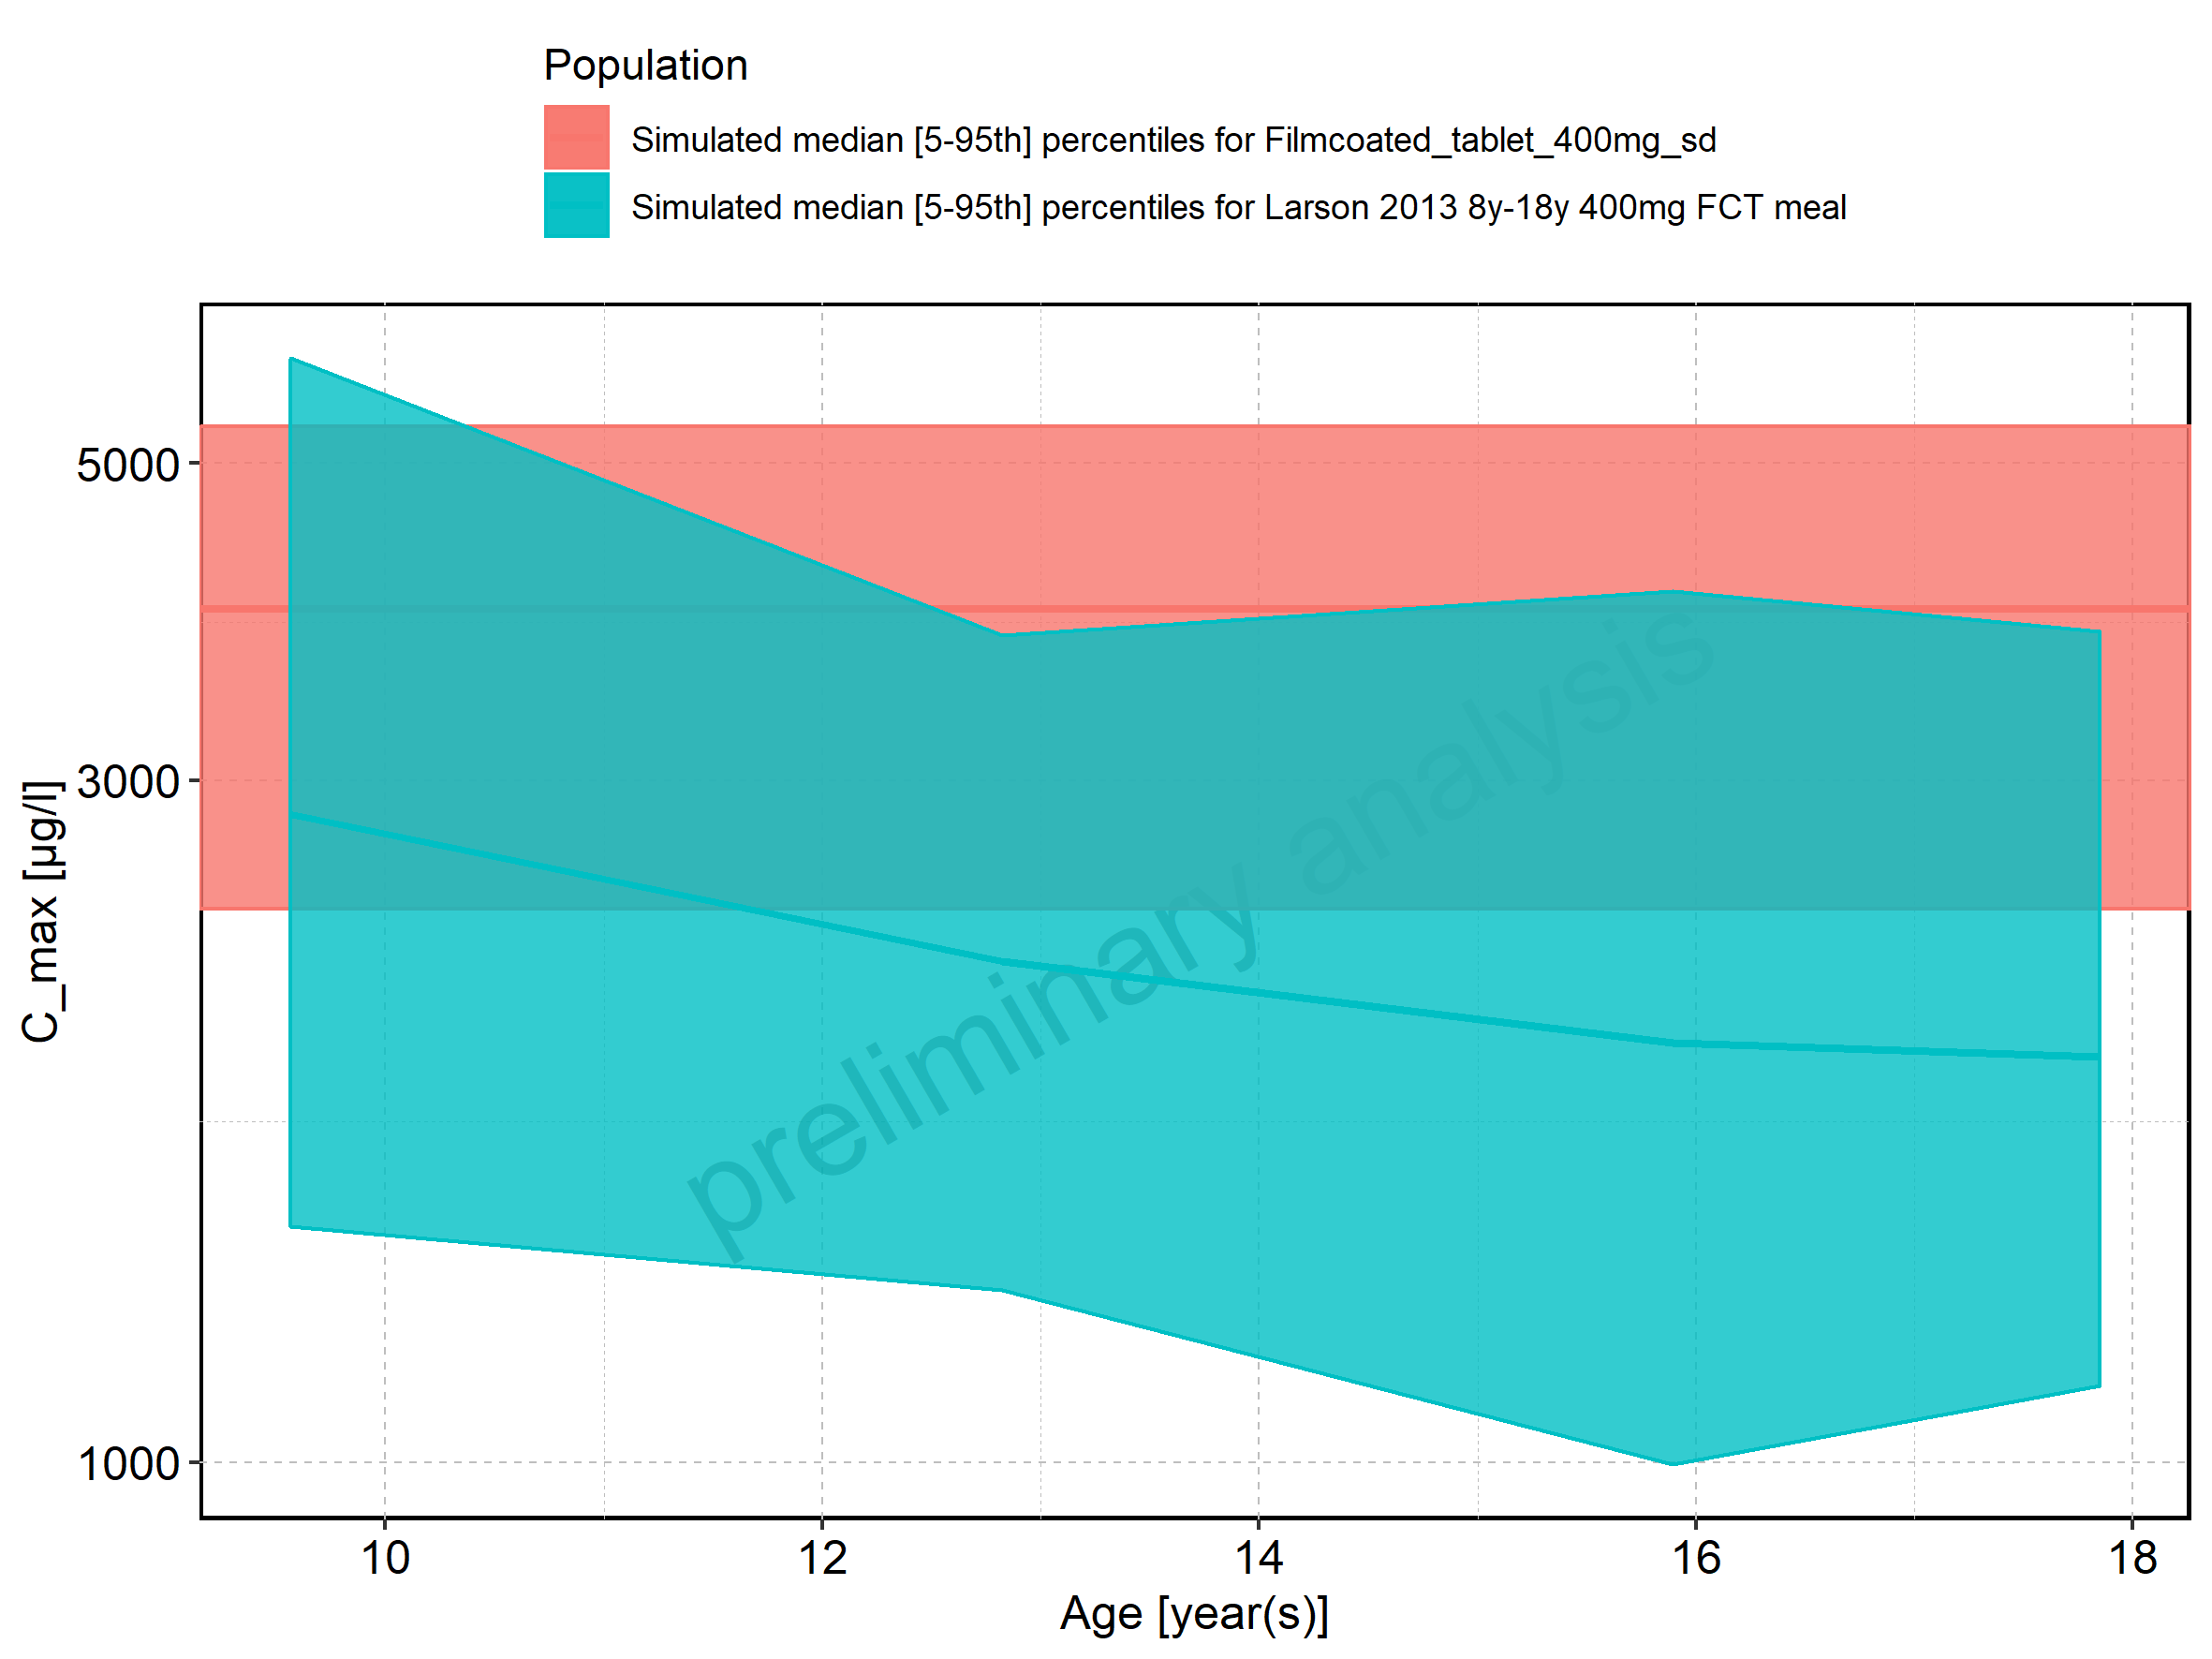 Population
Simulated median [5-95th] percentiles for Filmcoated_tablet_400mg_sd
Simulated median [5-95th] percentiles for Larson 2013 8y-18y 400mg FCT meal
5000
3000
1000
C_max [µg/l]
preliminary analysis
10 12 14 16 18
Age [year(s)]